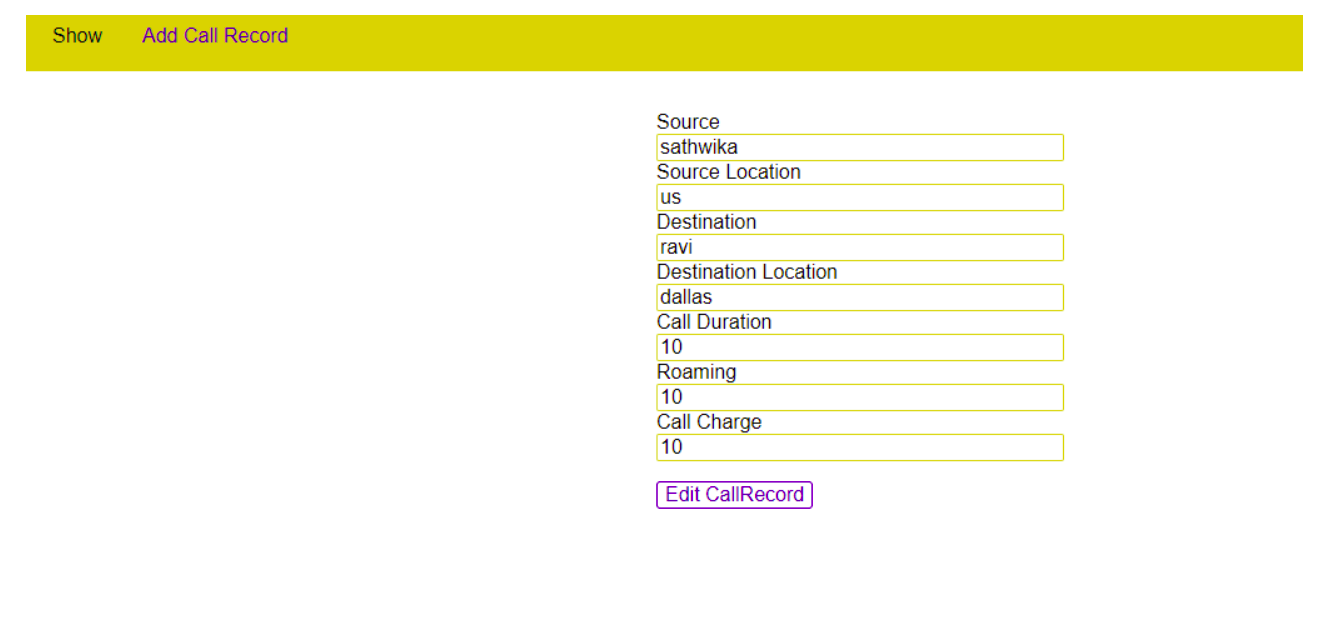 Show Add Call Record
Source
sathwika
Source Location
us
Destination
ravi
Destination Location
dallas
Call Duration
10
Roaming
10
Call Charge
10
Edit CallRecord